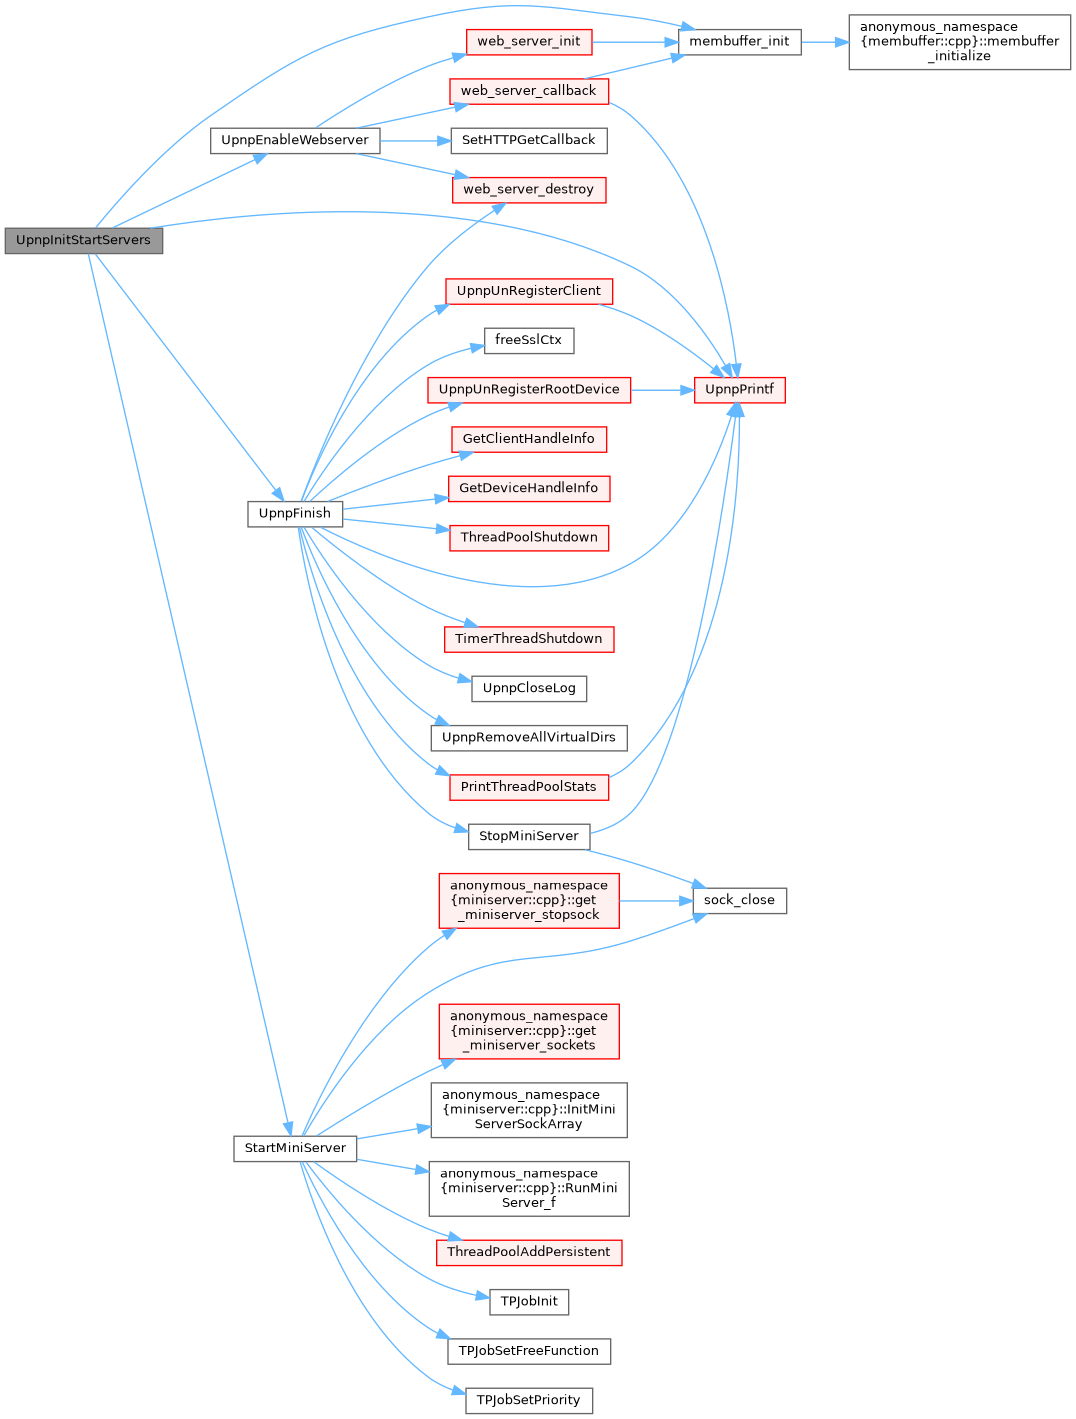 anonymous_namespace
{membuffer::cpp}::membuffer
_initialize
web_server_init
membuffer_init
web_server_callback
UpnpEnableWebserver
SetHTTPGetCallback
web_server_destroy
UpnpInitStartServers
UpnpUnRegisterClient
freeSslCtx
UpnpUnRegisterRootDevice
UpnpPrintf
GetClientHandleInfo
GetDeviceHandleInfo
UpnpFinish
ThreadPoolShutdown
TimerThreadShutdown
UpnpCloseLog
UpnpRemoveAllVirtualDirs
PrintThreadPoolStats
StopMiniServer
anonymous_namespace
{miniserver::cpp}::get
_miniserver_stopsock
sock_close
anonymous_namespace
{miniserver::cpp}::get
_miniserver_sockets
anonymous_namespace
{miniserver::cpp}::InitMini
ServerSockArray
StartMiniServer
anonymous_namespace
{miniserver::cpp}::RunMini
Server_f
ThreadPoolAddPersistent
TPJobInit
TPJobSetFreeFunction
TPJobSetPriority